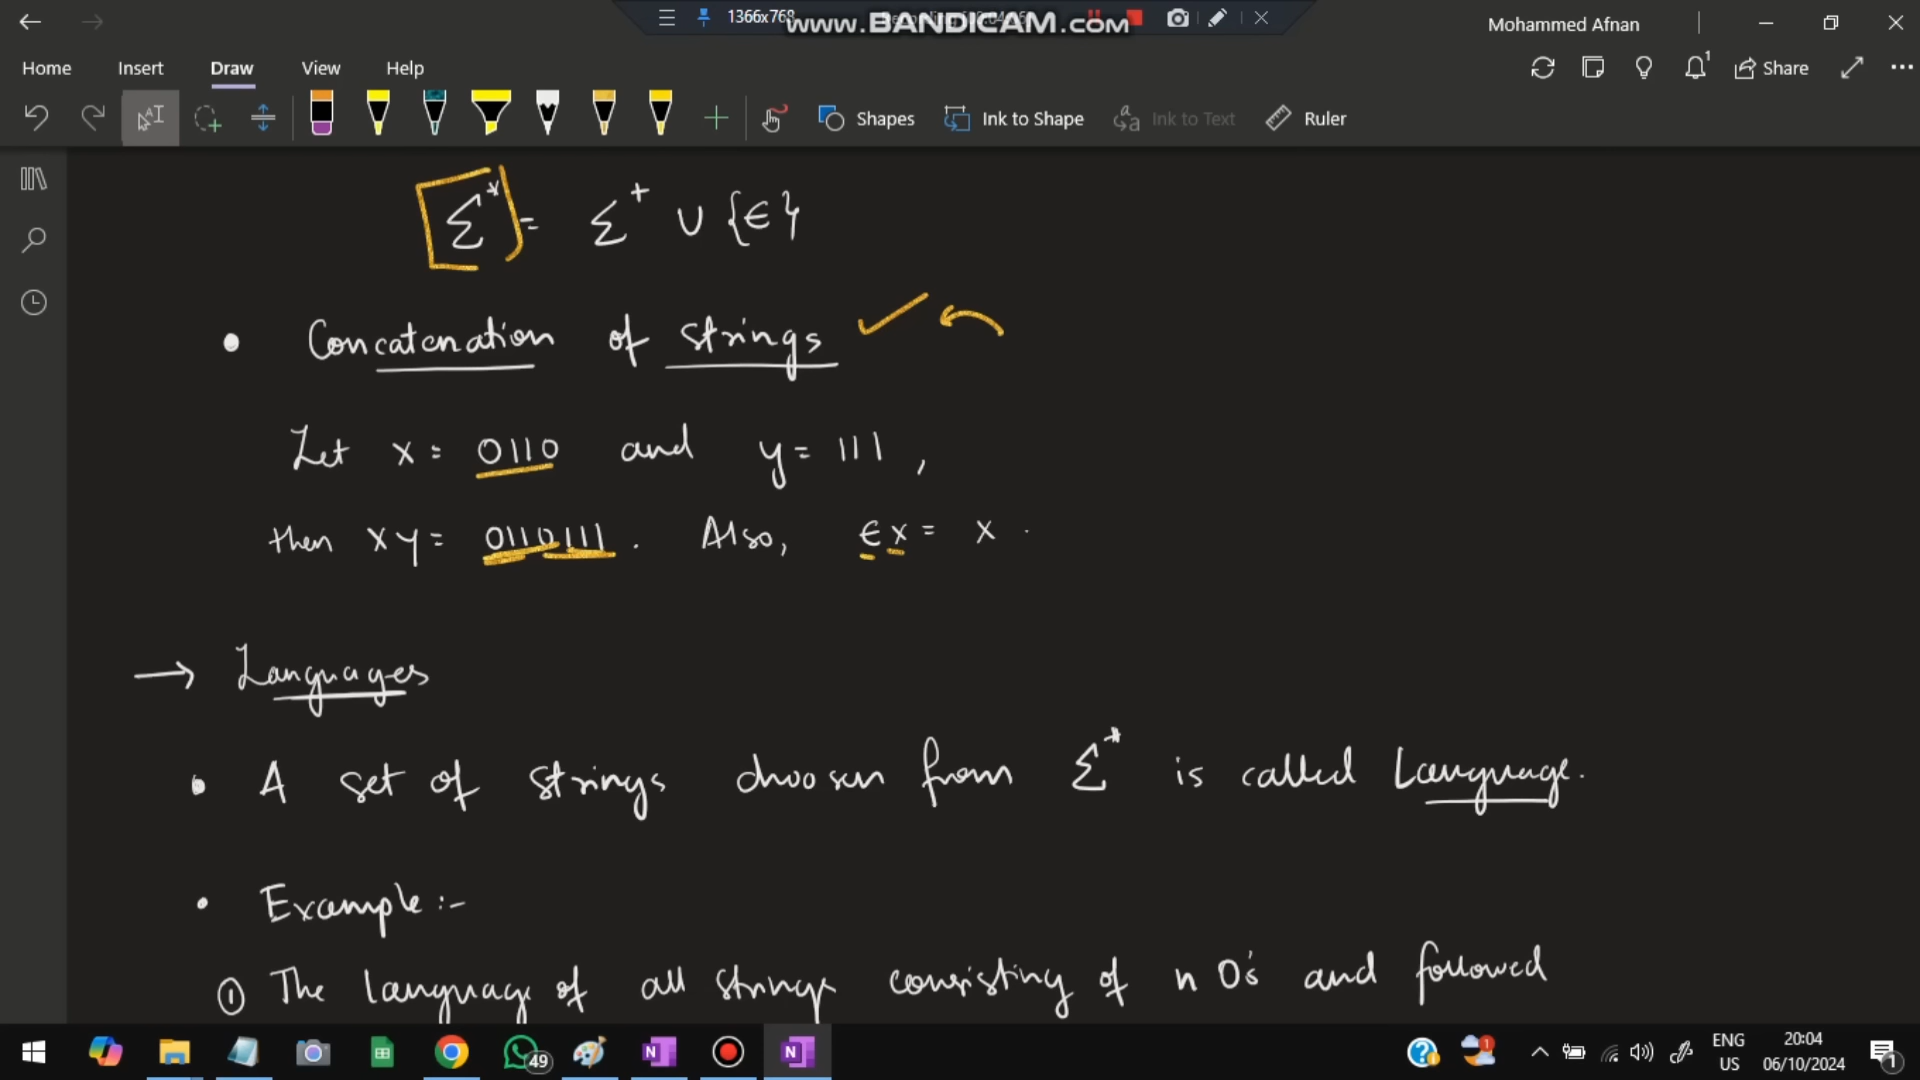 1366x768
www.BANDICAM.com
Mohammed Afnan
Home Insert Draw View Help
Share
Shapes Ink to Shape Ink to Text Ruler
Σ* = Σ+ ∪ {ϵ}
• Concatenation of strings
Let x = 0110 and y = 111 ,
then xy = 0110111 . Also, ϵx = x .
→ Languages
• A set of strings choosen from Σ* is called Language.
• Example :-
① The language of all strings consisting of n 0's and followed
49
ENG
US
20:04
06/10/2024